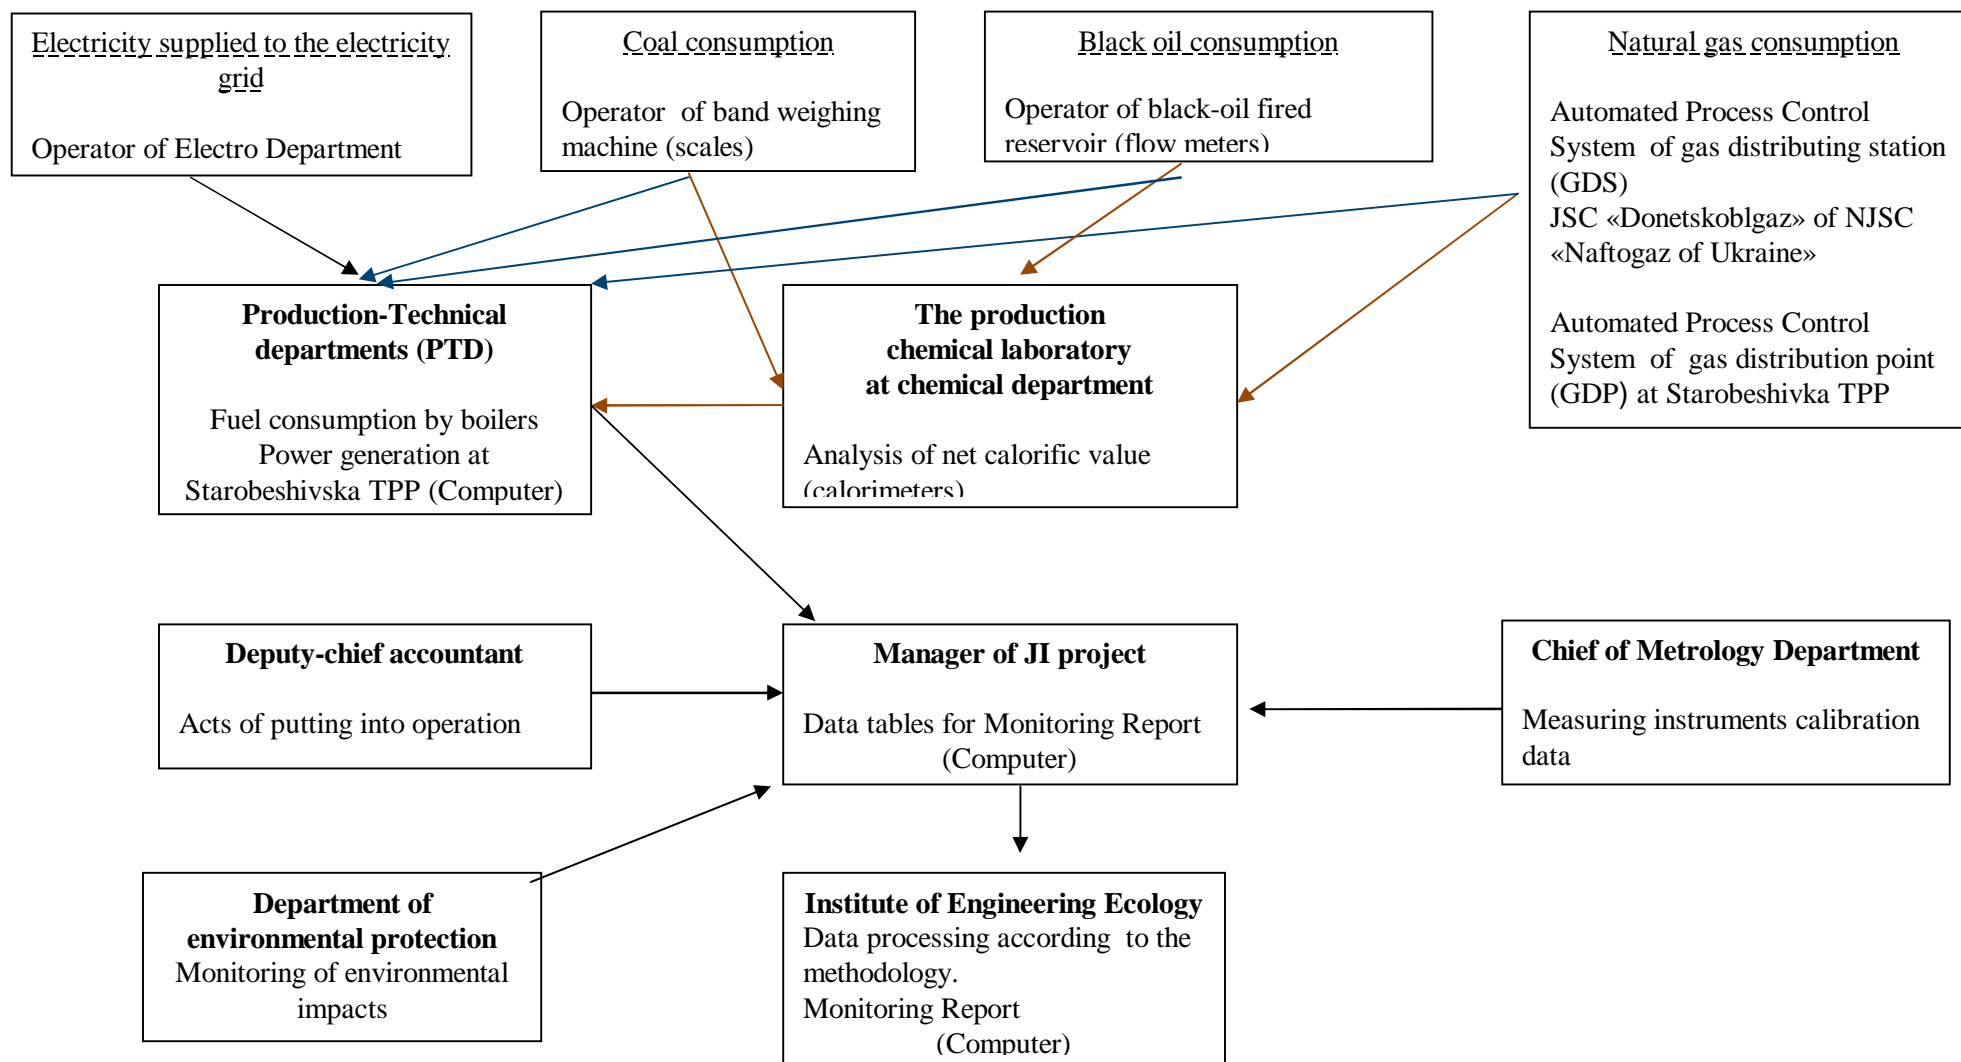 Electricity supplied to the electricity
grid
Operator of Electro Department
Coal consumption
Operator of band weighing
machine (scales)
Black oil consumption
Operator of black-oil fired
reservoir (flow meters)
Natural gas consumption
Automated Process Control
System of gas distributing station
(GDS)
JSC «Donetskoblgaz» of NJSC
«Naftogaz of Ukraine»
Automated Process Control
System of gas distribution point
(GDP) at Starobeshivka TPP
Production-Technical
departments (PTD)
Fuel consumption by boilers
Power generation at
Starobeshivska TPP (Computer)
The production
chemical laboratory
at chemical department
Analysis of net calorific value
(calorimeters)
Deputy-chief accountant
Acts of putting into operation
Manager of JI project
Data tables for Monitoring Report
(Computer)
Chief of Metrology Department
Measuring instruments calibration
data
Department of
environmental protection
Monitoring of environmental
impacts
Institute of Engineering Ecology
Data processing according to the
methodology.
Monitoring Report
(Computer)